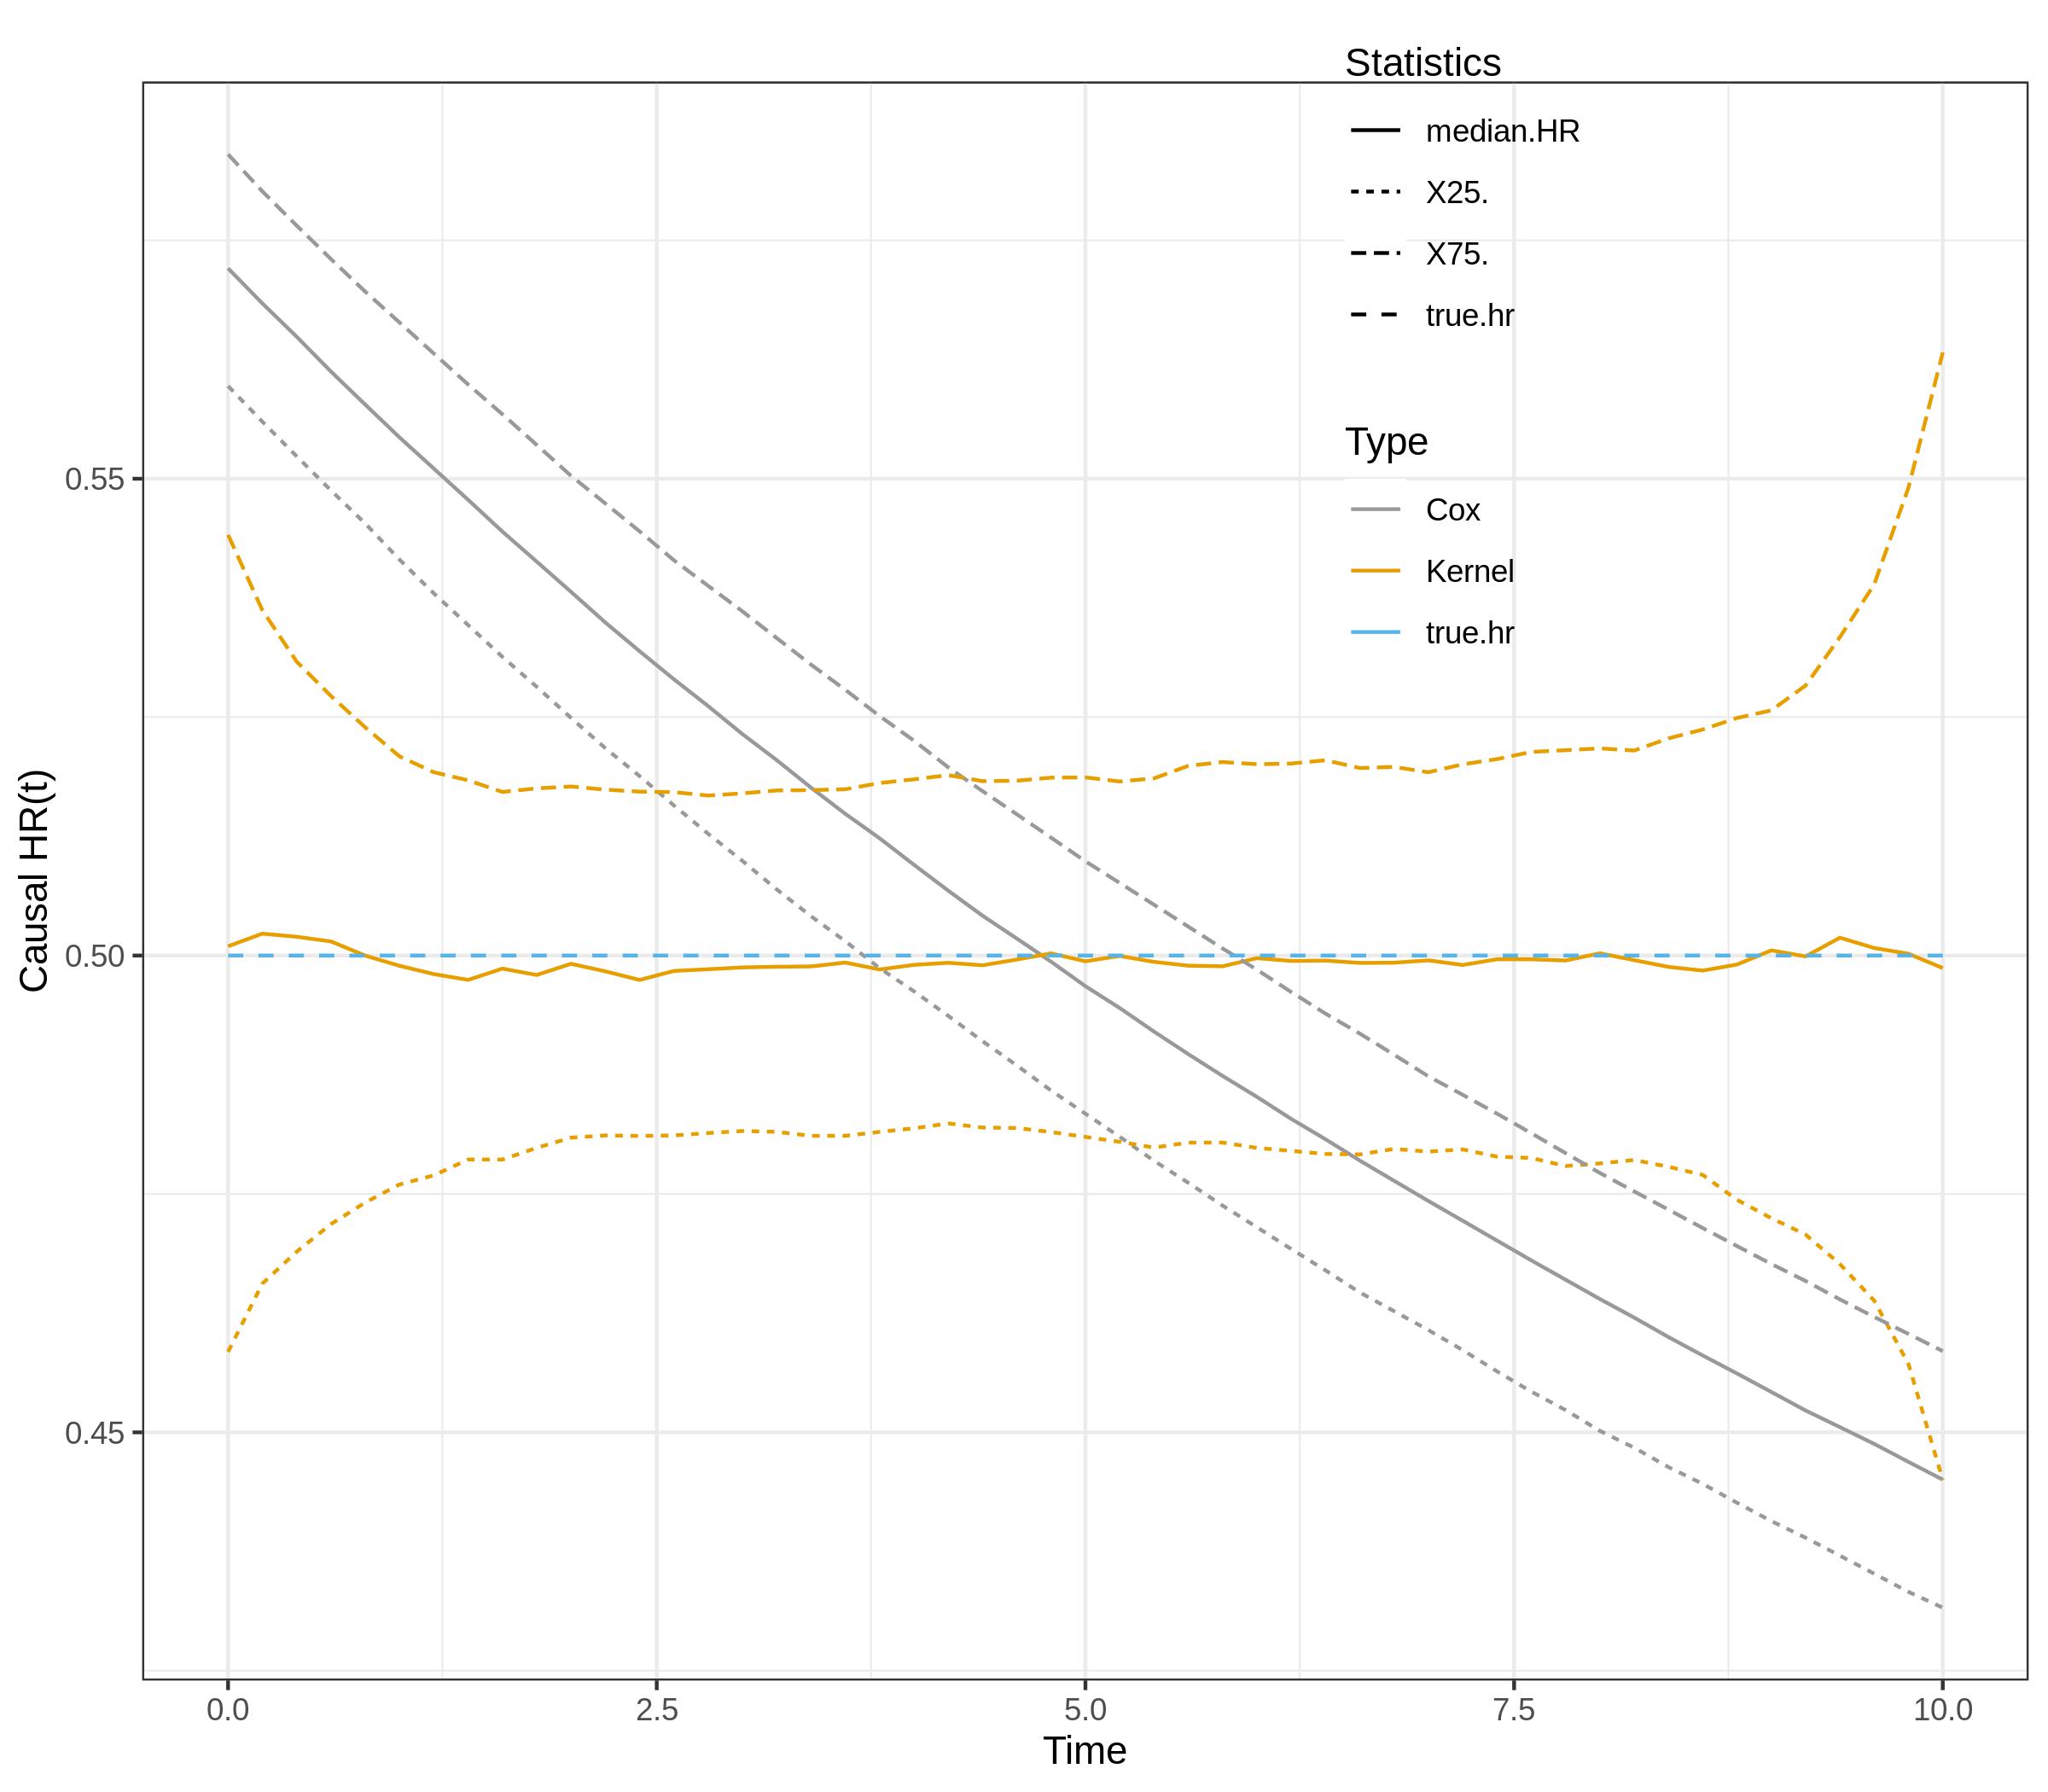 Statistics
median.HR
X25.
X75.
true.hr
Type
Cox
Kernel
true.hr
Causal HR(t)
0.55
0.50
0.45
0.0 2.5 5.0 7.5 10.0
Time